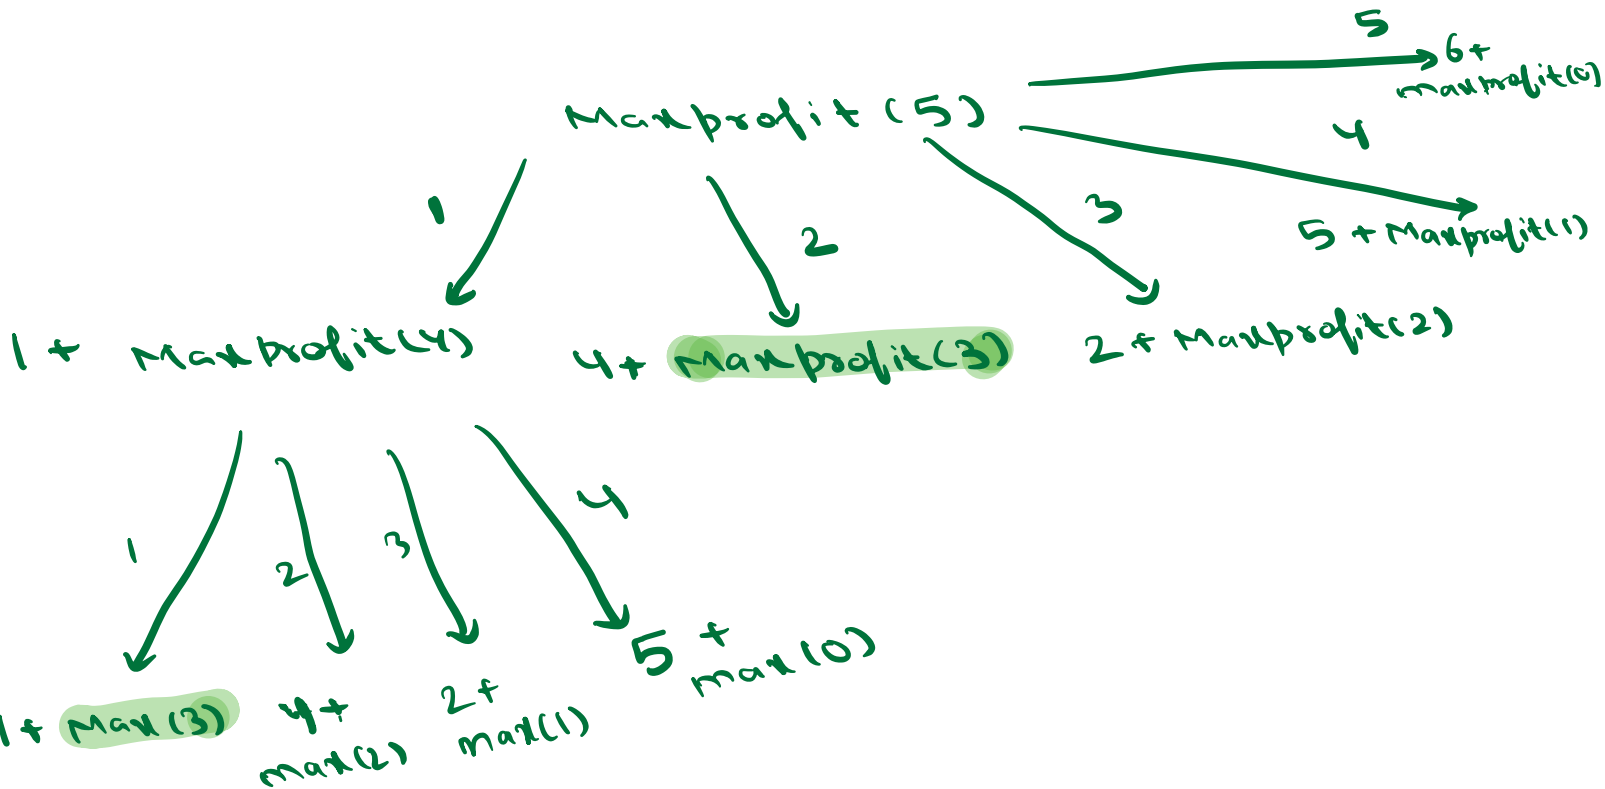 5
6+
maxprofit(0)
Maxprofit (5)
4
1
2
3
5 + Maxprofit(1)
1 + Maxprofit(4)
4+ Maxprofit(3)
2 + Maxprofit(2)
1
2
3
4
1+ Max(3)
4+
max(2)
2+
max(1)
5 +
max(0)